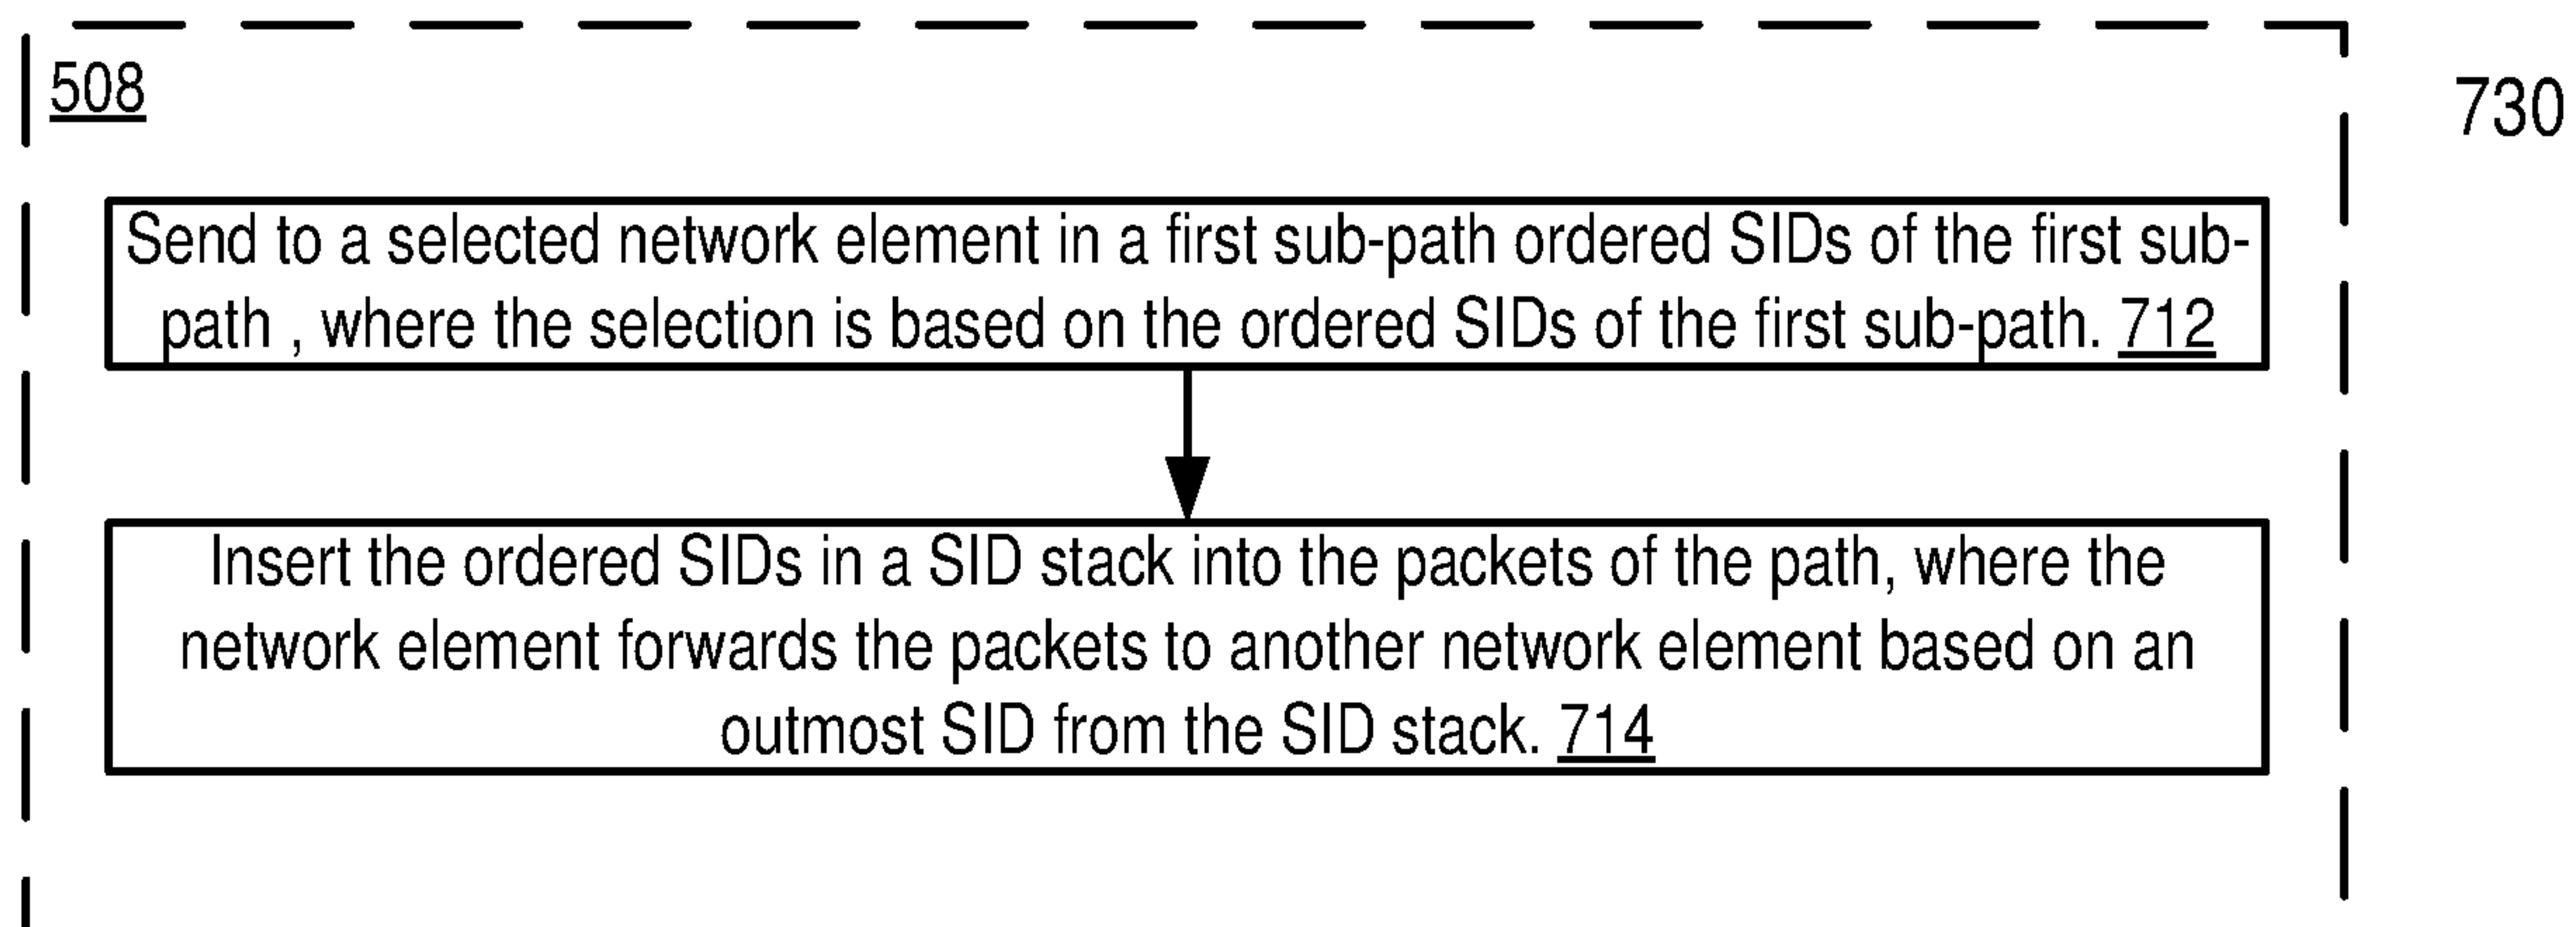 508
730
Send to a selected network element in a first sub-path ordered SIDs of the first sub-
path , where the selection is based on the ordered SIDs of the first sub-path. 712
Insert the ordered SIDs in a SID stack into the packets of the path, where the
network element forwards the packets to another network element based on an
outmost SID from the SID stack. 714